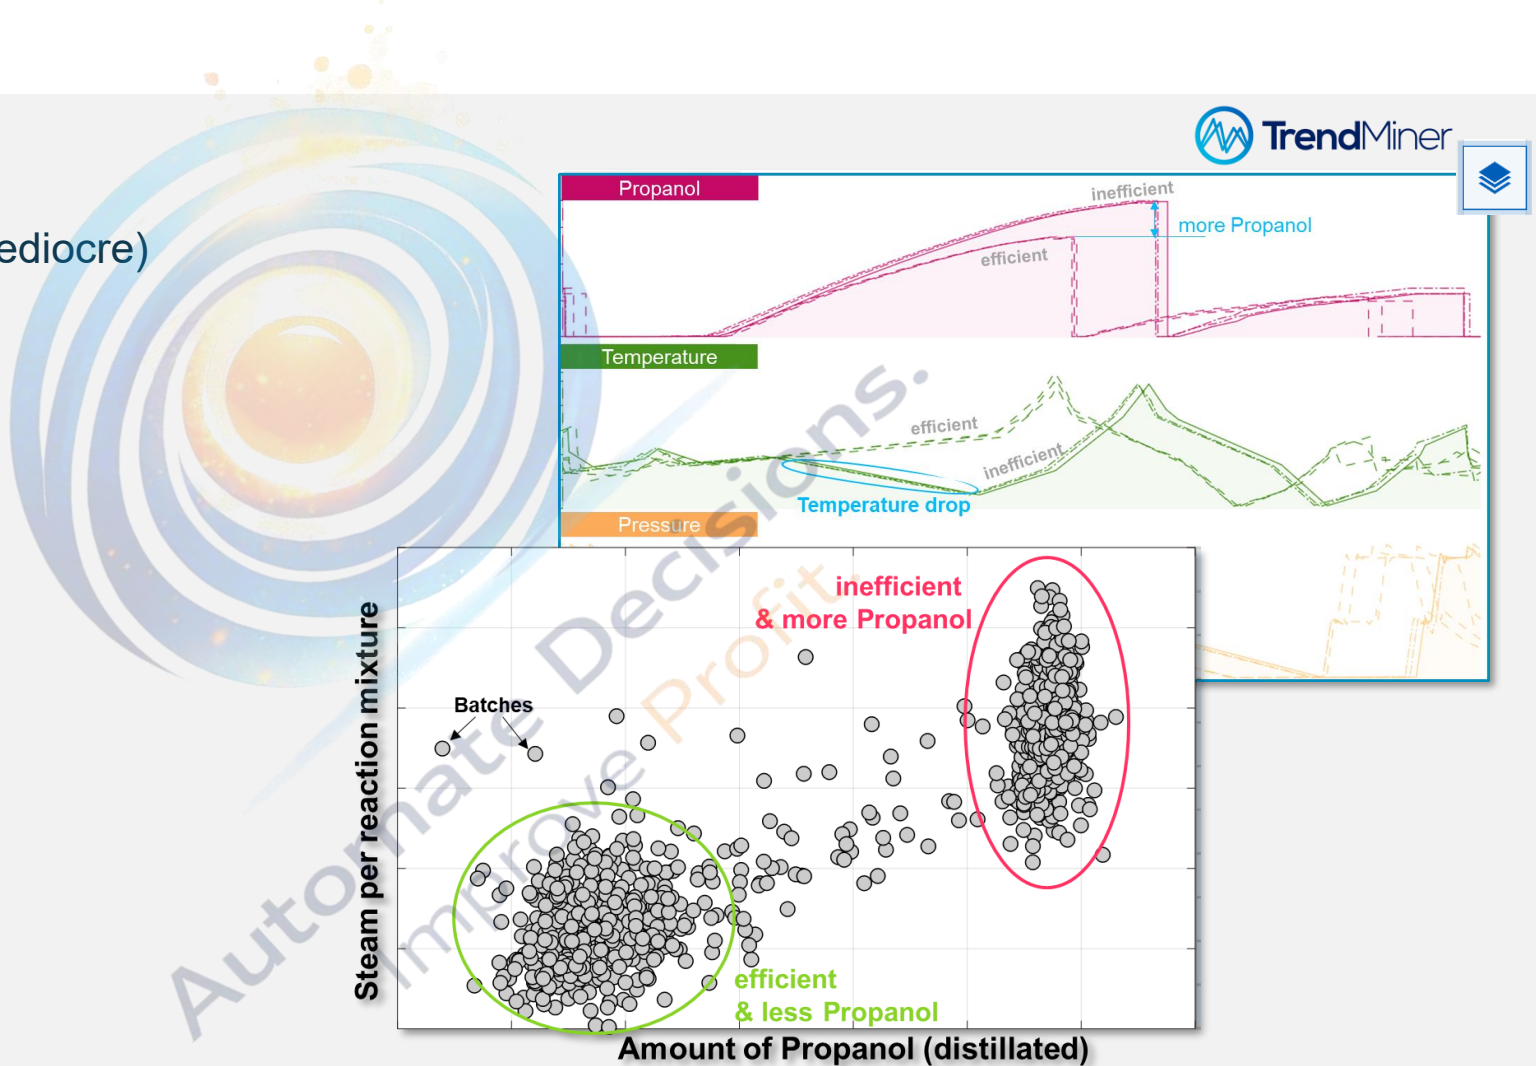 TrendMiner
ediocre)
Propanol
inefficient
more Propanol
efficient
Temperature
efficient
inefficient
Temperature drop
Pressure
inefficient
& more Propanol
Batches
efficient
& less Propanol
Steam per reaction mixture
Amount of Propanol (distillated)
Automate Decisions.
Improve Profit.